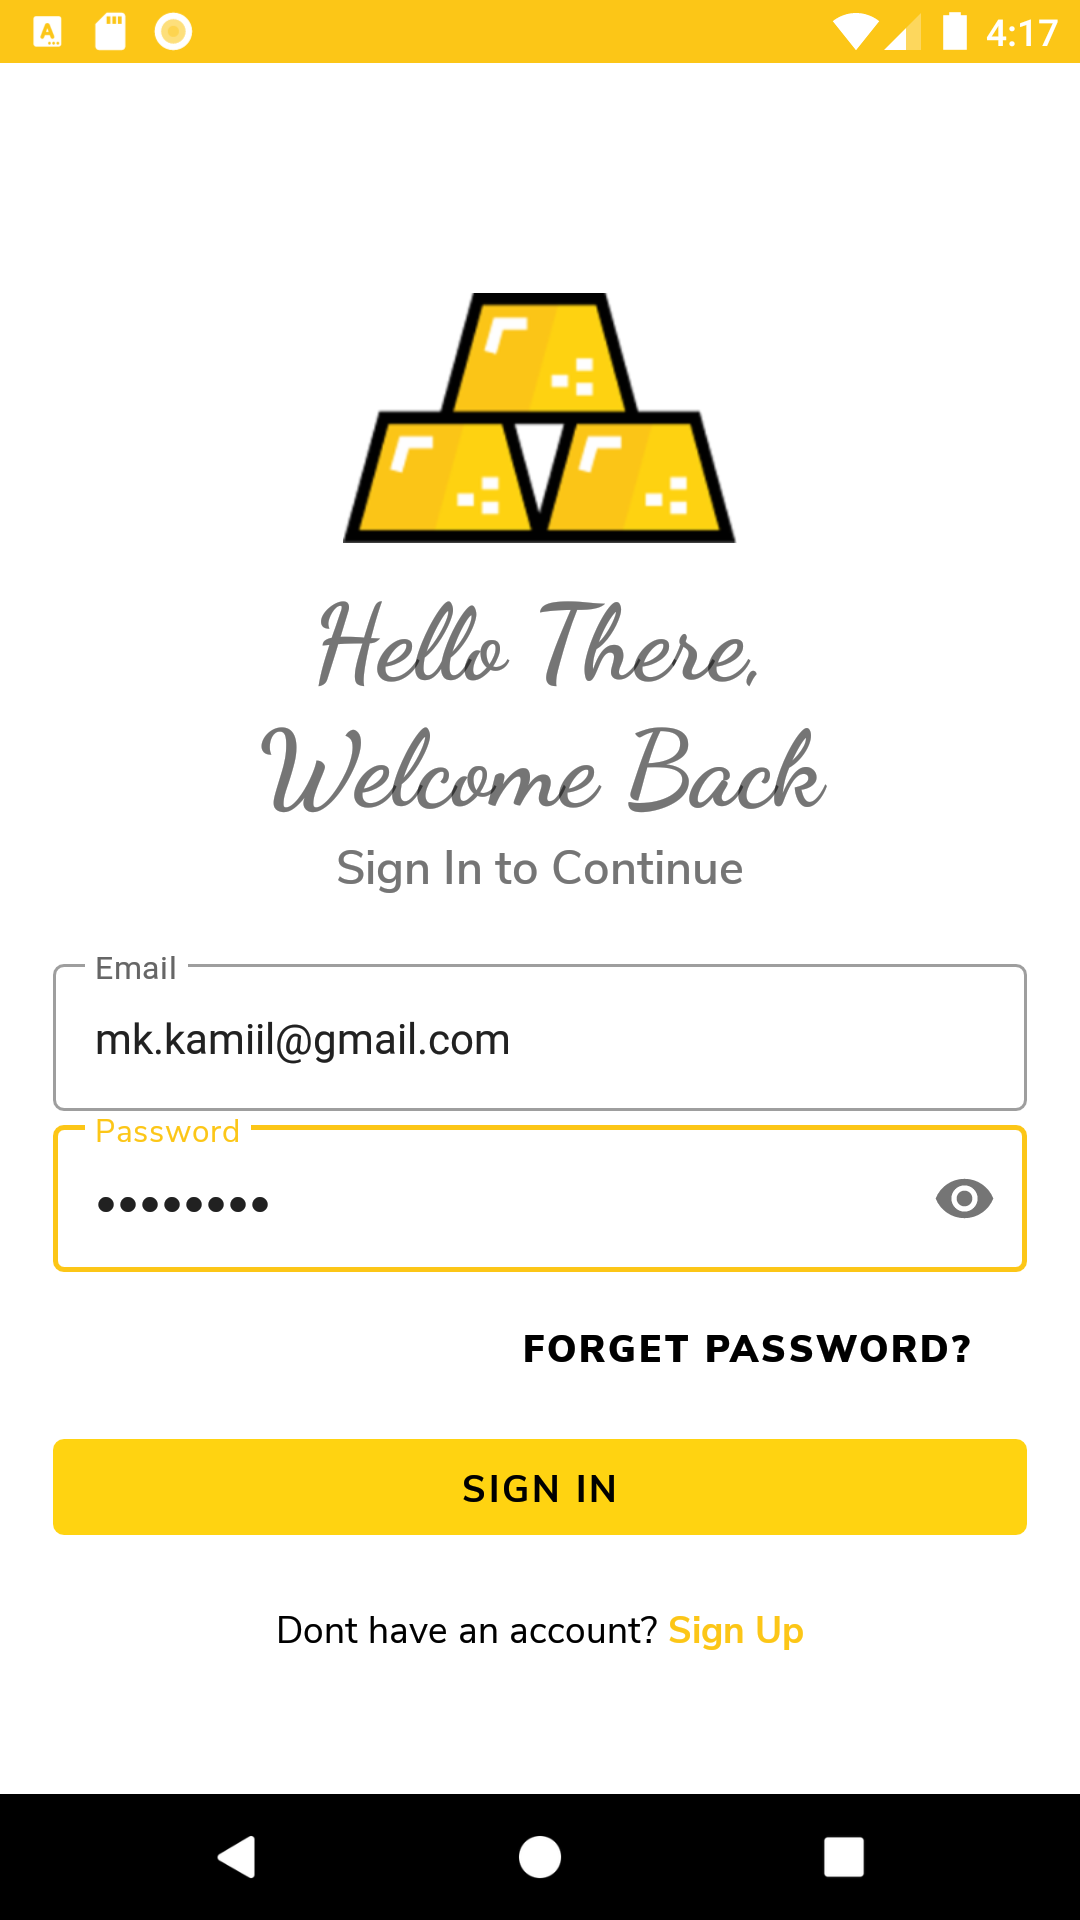 4:17
Hello There,
Welcome Back
Sign In to Continue
Email
mk.kamiil@gmail.com
Password
••••••••
FORGET PASSWORD?
SIGN IN
Dont have an account? Sign Up